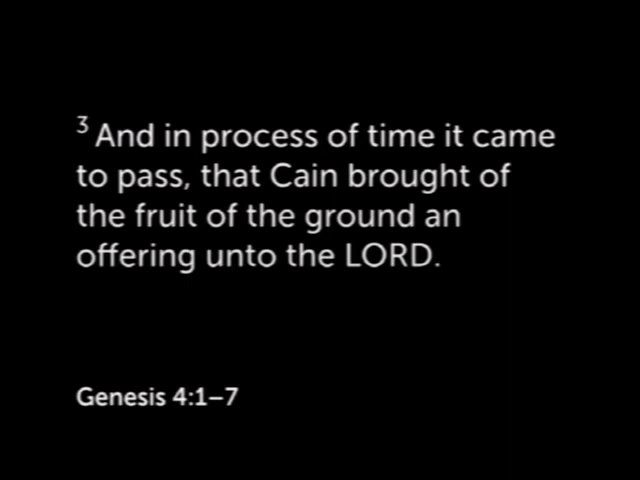 ³ And in process of time it came
to pass, that Cain brought of
the fruit of the ground an
offering unto the LORD.
Genesis 4:1–7